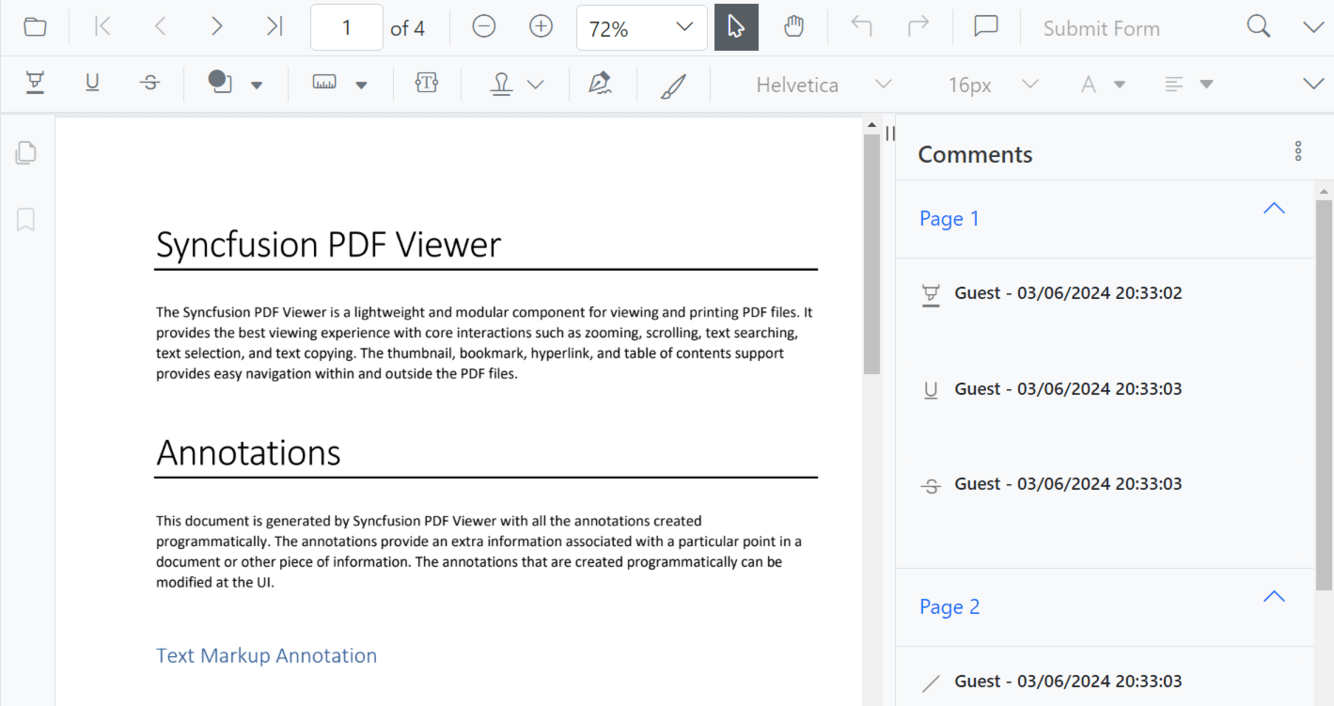 1 of 4 72% Submit Form
Helvetica 16px A
Syncfusion PDF Viewer
The Syncfusion PDF Viewer is a lightweight and modular component for viewing and printing PDF files. It
provides the best viewing experience with core interactions such as zooming, scrolling, text searching,
text selection, and text copying. The thumbnail, bookmark, hyperlink, and table of contents support
provides easy navigation within and outside the PDF files.
Annotations
This document is generated by Syncfusion PDF Viewer with all the annotations created
programmatically. The annotations provide an extra information associated with a particular point in a
document or other piece of information. The annotations that are created programmatically can be
modified at the UI.
Text Markup Annotation
Comments
Page 1
Guest - 03/06/2024 20:33:02
Guest - 03/06/2024 20:33:03
Guest - 03/06/2024 20:33:03
Page 2
Guest - 03/06/2024 20:33:03